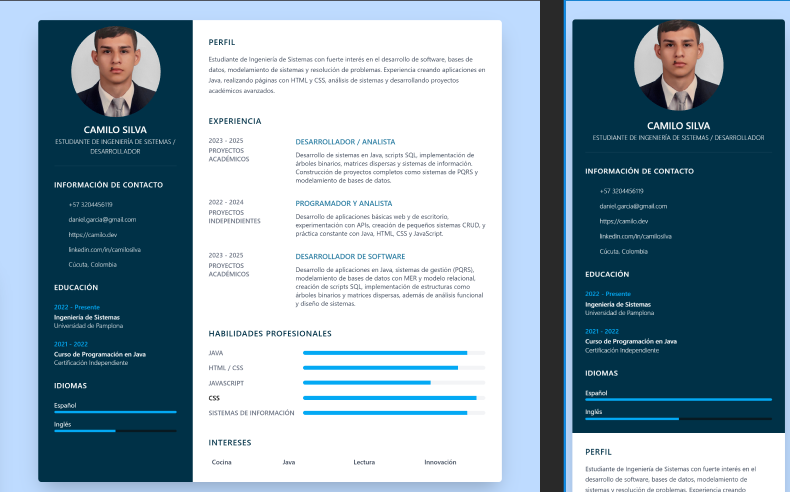 CAMILO SILVA
ESTUDIANTE DE INGENIERÍA DE SISTEMAS /
DESARROLLADOR
INFORMACIÓN DE CONTACTO
+57 3204456119
daniel.garcia@gmail.com
https://camilo.dev
linkedin.com/in/camilosilva
Cúcuta, Colombia
EDUCACIÓN
2022 - Presente
Ingeniería de Sistemas
Universidad de Pamplona
2021 - 2022
Curso de Programación en Java
Certificación Independiente
IDIOMAS
Español
Inglés
PERFIL
Estudiante de Ingeniería de Sistemas con fuerte interés en el desarrollo de software, bases de
datos, modelamiento de sistemas y resolución de problemas. Experiencia creando aplicaciones en
Java, realizando páginas con HTML y CSS, análisis de sistemas y desarrollando proyectos
académicos avanzados.
EXPERIENCIA
2023 - 2025
PROYECTOS
ACADÉMICOS
DESARROLLADOR / ANALISTA
Desarrollo de sistemas en Java, scripts SQL, implementación de
árboles binarios, matrices dispersas y sistemas de información.
Construcción de proyectos completos como sistemas de PQRS y
modelamiento de bases de datos.
2022 - 2024
PROYECTOS
INDEPENDIENTES
PROGRAMADOR Y ANALISTA
Desarrollo de aplicaciones básicas web y de escritorio,
experimentación con APIs, creación de pequeños sistemas CRUD, y
práctica constante con Java, HTML, CSS y JavaScript.
2023 - 2025
PROYECTOS
ACADÉMICOS
DESARROLLADOR DE SOFTWARE
Desarrollo de aplicaciones en Java, sistemas de gestión (PQRS),
modelamiento de bases de datos con MER y modelo relacional,
creación de scripts SQL, implementación de estructuras como
árboles binarios y matrices dispersas, además de análisis funcional
y diseño de sistemas.
HABILIDADES PROFESIONALES
JAVA
HTML / CSS
JAVASCRIPT
CSS
SISTEMAS DE INFORMACIÓN
INTERESES
Cocina Java Lectura Innovación
CAMILO SILVA
ESTUDIANTE DE INGENIERÍA DE SISTEMAS / DESARROLLADOR
INFORMACIÓN DE CONTACTO
+57 3204456119
daniel.garcia@gmail.com
https://camilo.dev
linkedin.com/in/camilosilva
Cúcuta, Colombia
EDUCACIÓN
2022 - Presente
Ingeniería de Sistemas
Universidad de Pamplona
2021 - 2022
Curso de Programación en Java
Certificación Independiente
IDIOMAS
Español
Inglés
PERFIL
Estudiante de Ingeniería de Sistemas con fuerte interés en el
desarrollo de software, bases de datos, modelamiento de
sistemas y resolución de problemas. Experiencia creando